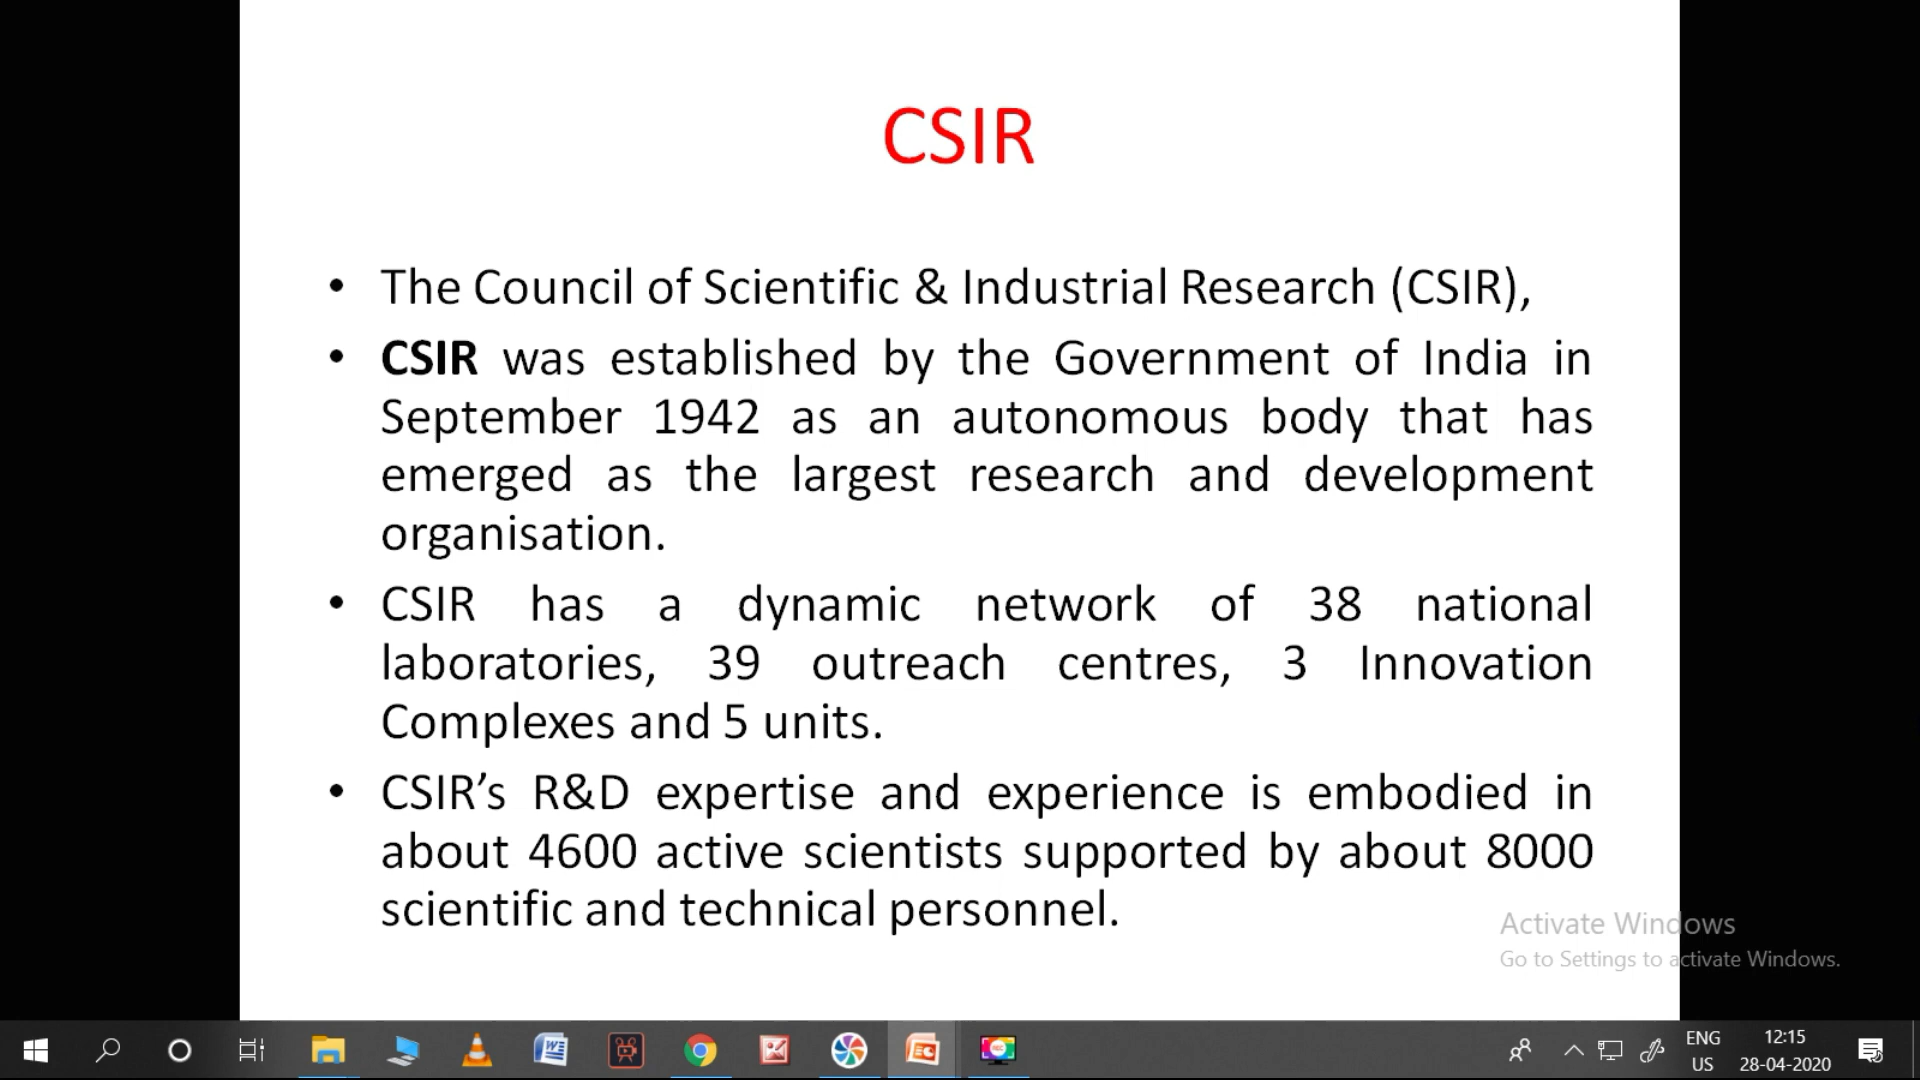 CSIR
• The Council of Scientific & Industrial Research (CSIR),
• CSIR was established by the Government of India in
September 1942 as an autonomous body that has
emerged as the largest research and development
organisation.
• CSIR has a dynamic network of 38 national
laboratories, 39 outreach centres, 3 Innovation
Complexes and 5 units.
• CSIR’s R&D expertise and experience is embodied in
about 4600 active scientists supported by about 8000
scientific and technical personnel.
Activate Windows
Go to Settings to activate Windows.
ENG 12:15
US 28-04-2020